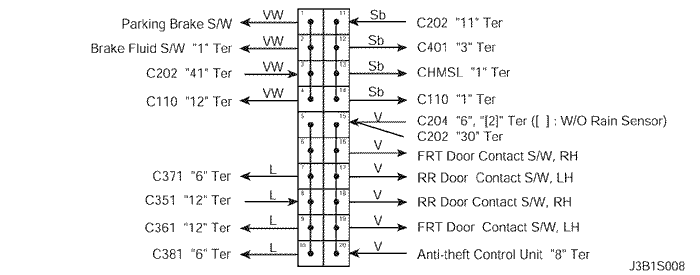 Parking Brake S/W VW 1 11 Sb C202 "11" Ter
Brake Fluid S/W "1" Ter VW 2 12 Sb C401 "3" Ter
C202 "41" Ter VW 3 13 Sb CHMSL "1" Ter
C110 "12" Ter VW 4 14 Sb C110 "1" Ter
5 15 V C204 "6", "[2]" Ter ([ ] : W/O Rain Sensor)
C202 "30" Ter
6 16 V FRT Door Contact S/W, RH
C371 "6" Ter L 7 17 V RR Door Contact S/W, LH
C351 "12" Ter L 8 18 V RR Door Contact S/W, RH
C361 "12" Ter L 9 19 V FRT Door Contact S/W, LH
C381 "6" Ter L 10 20 V Anti-theft Control Unit "8" Ter
J3B1S008